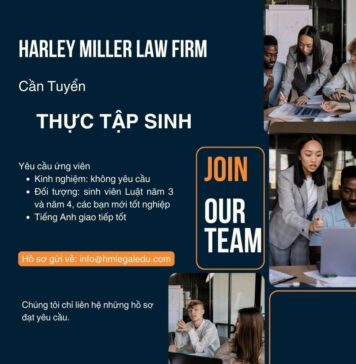 HARLEY MILLER LAW FIRM
Cần Tuyển
THỰC TẬP SINH
Yêu cầu ứng viên
• Kinh nghiệm: không yêu cầu
• Đối tượng: sinh viên Luật năm 3
và năm 4, các bạn mới tốt nghiệp
• Tiếng Anh giao tiếp tốt
JOIN
OUR
TEAM
Hồ sơ gửi về: info@hmlegaledu.com
Chúng tôi chỉ liên hệ những hồ sơ
đạt yêu cầu.